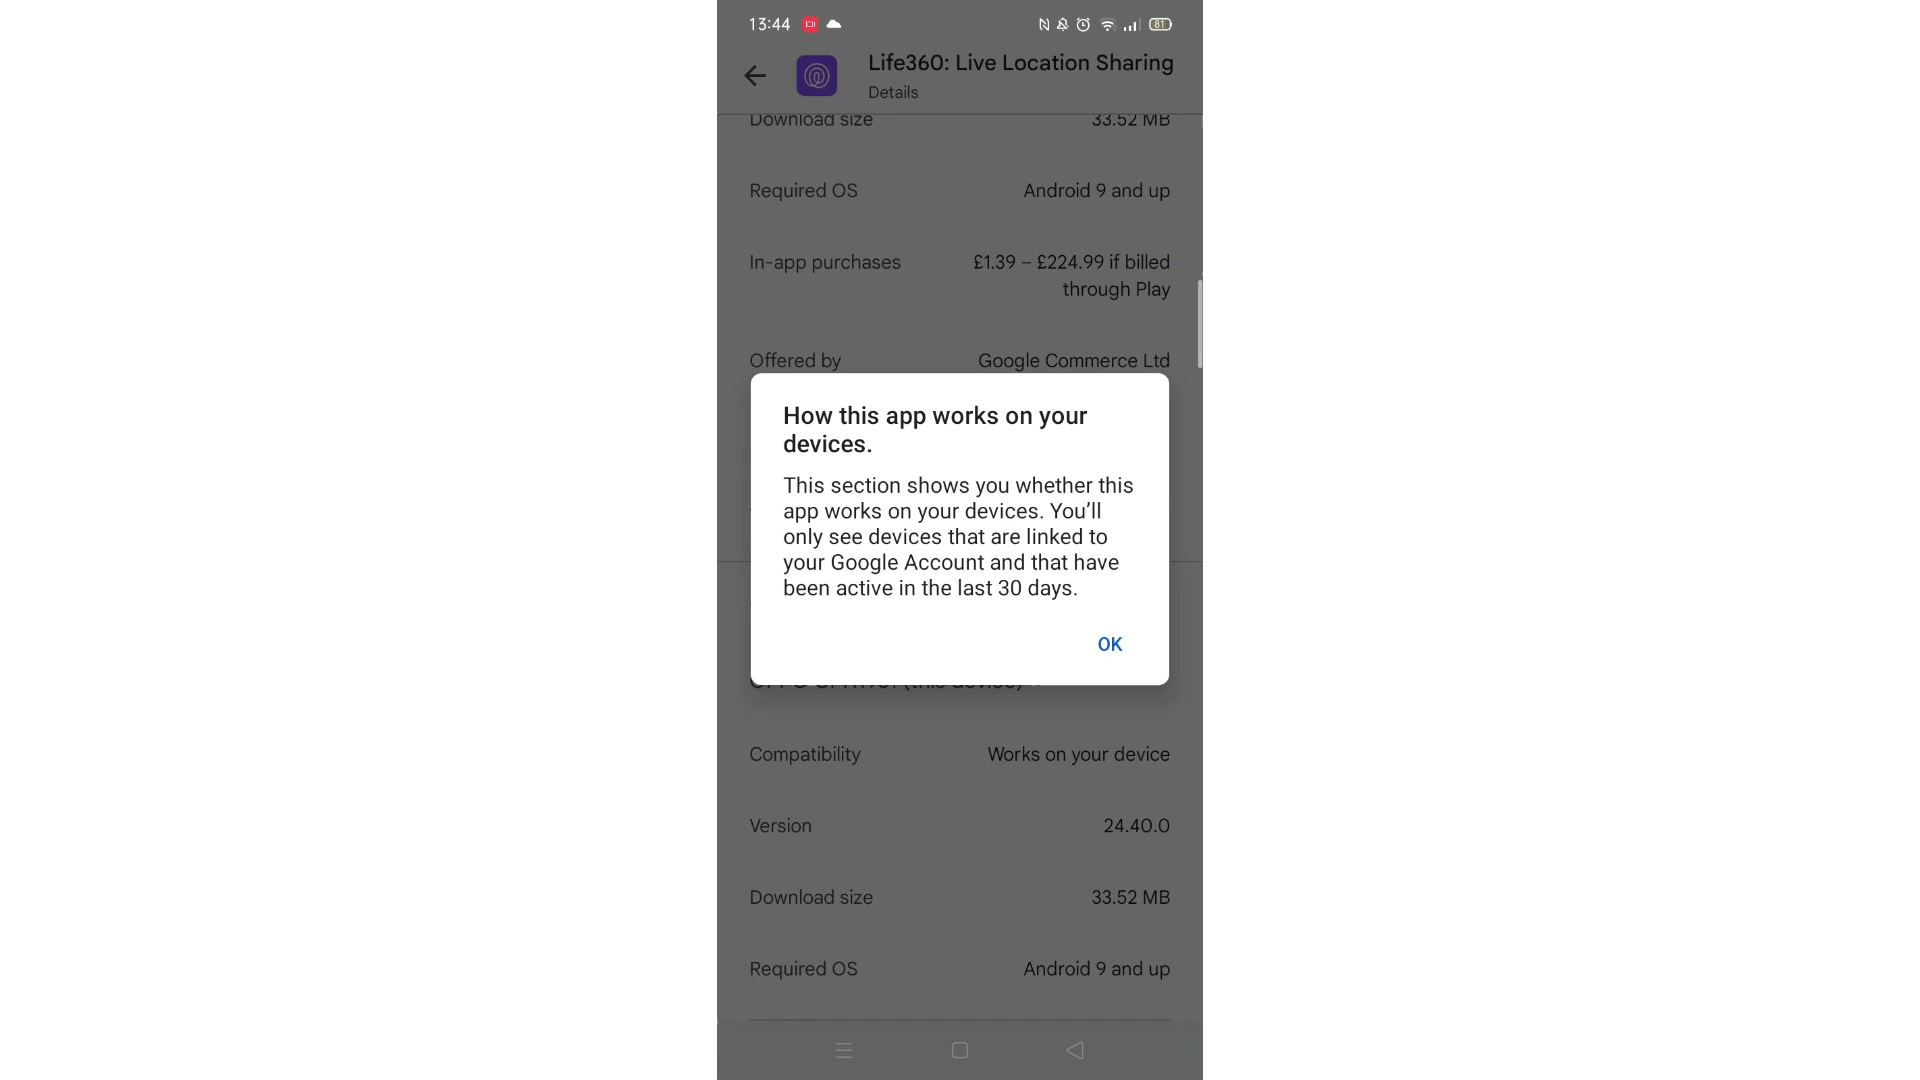 13:44
81
Life360: Live Location Sharing
Details
Download size 33.52 MB
Required OS Android 9 and up
In-app purchases £1.39 – £224.99 if billed
through Play
Offered by Google Commerce Ltd
How this app works on your
devices.
This section shows you whether this
app works on your devices. You’ll
only see devices that are linked to
your Google Account and that have
been active in the last 30 days.
OK
(this device)
Compatibility Works on your device
Version 24.40.0
Download size 33.52 MB
Required OS Android 9 and up